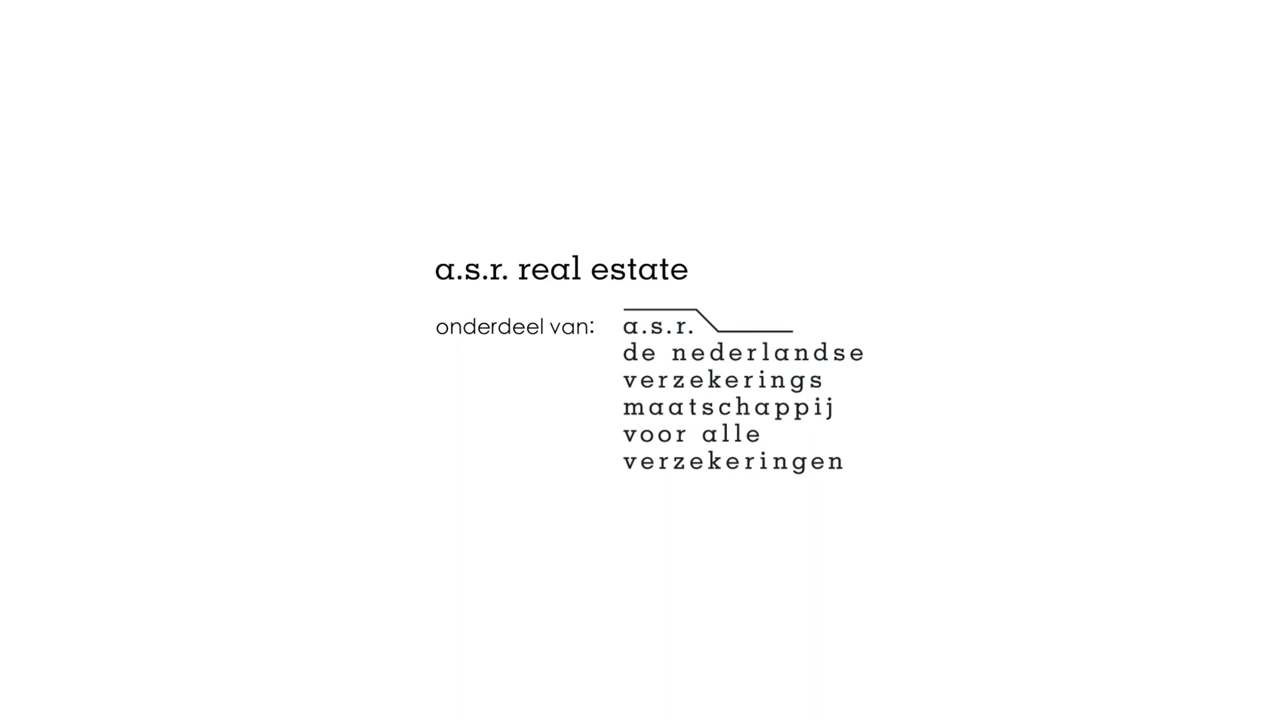 a.s.r. real estate
onderdeel van: a.s.r.
de nederlandse
verzekerings
maatschappij
voor alle
verzekeringen